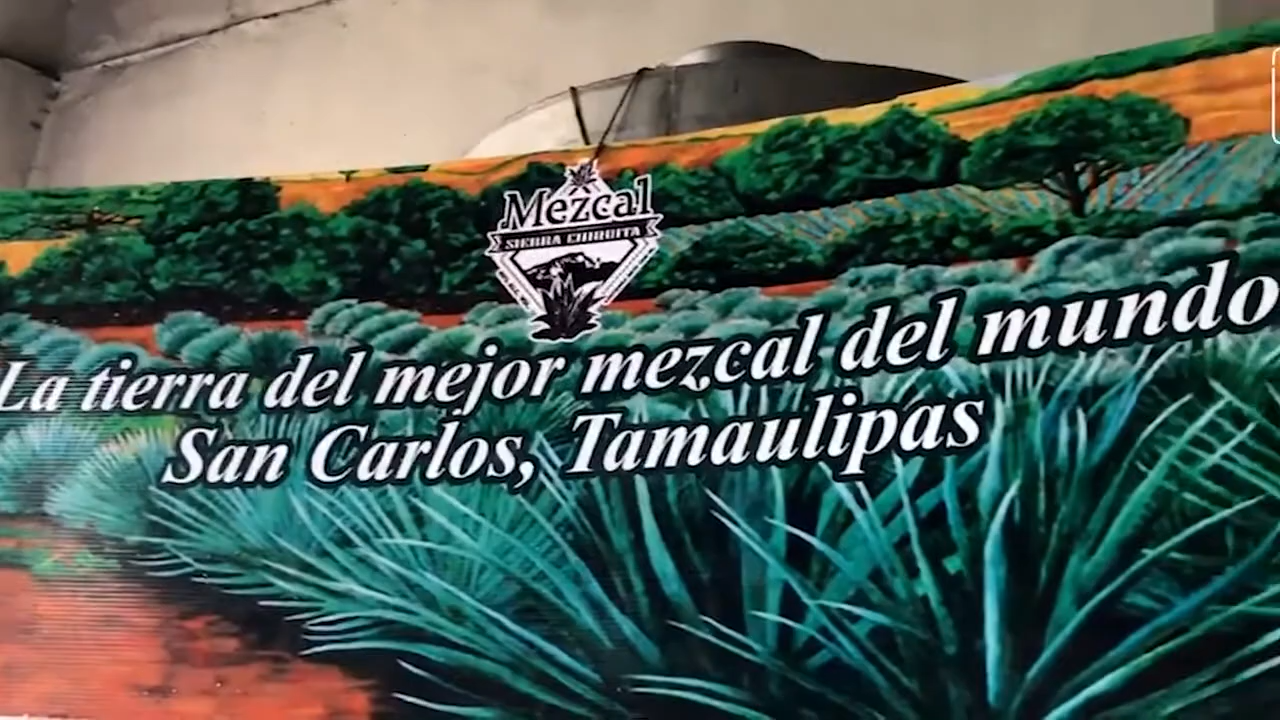 Mezcal
SIERRA CHIQUITA
La tierra del mejor mezcal del mundo
San Carlos, Tamaulipas